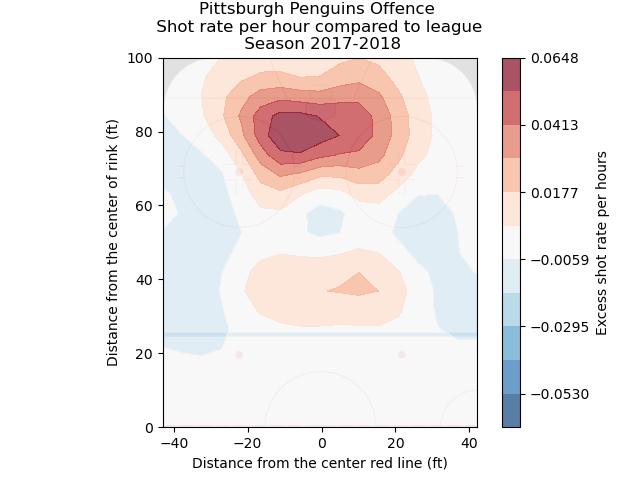 Pittsburgh Penguins Offence
Shot rate per hour compared to league
Season 2017-2018
100
80
60
40
20
0
−40
−20
0
20
40
Distance from the center red line (ft)
Distance from the center of rink (ft)
0.0648
0.0413
0.0177
−0.0059
−0.0295
−0.0530
Excess shot rate per hours